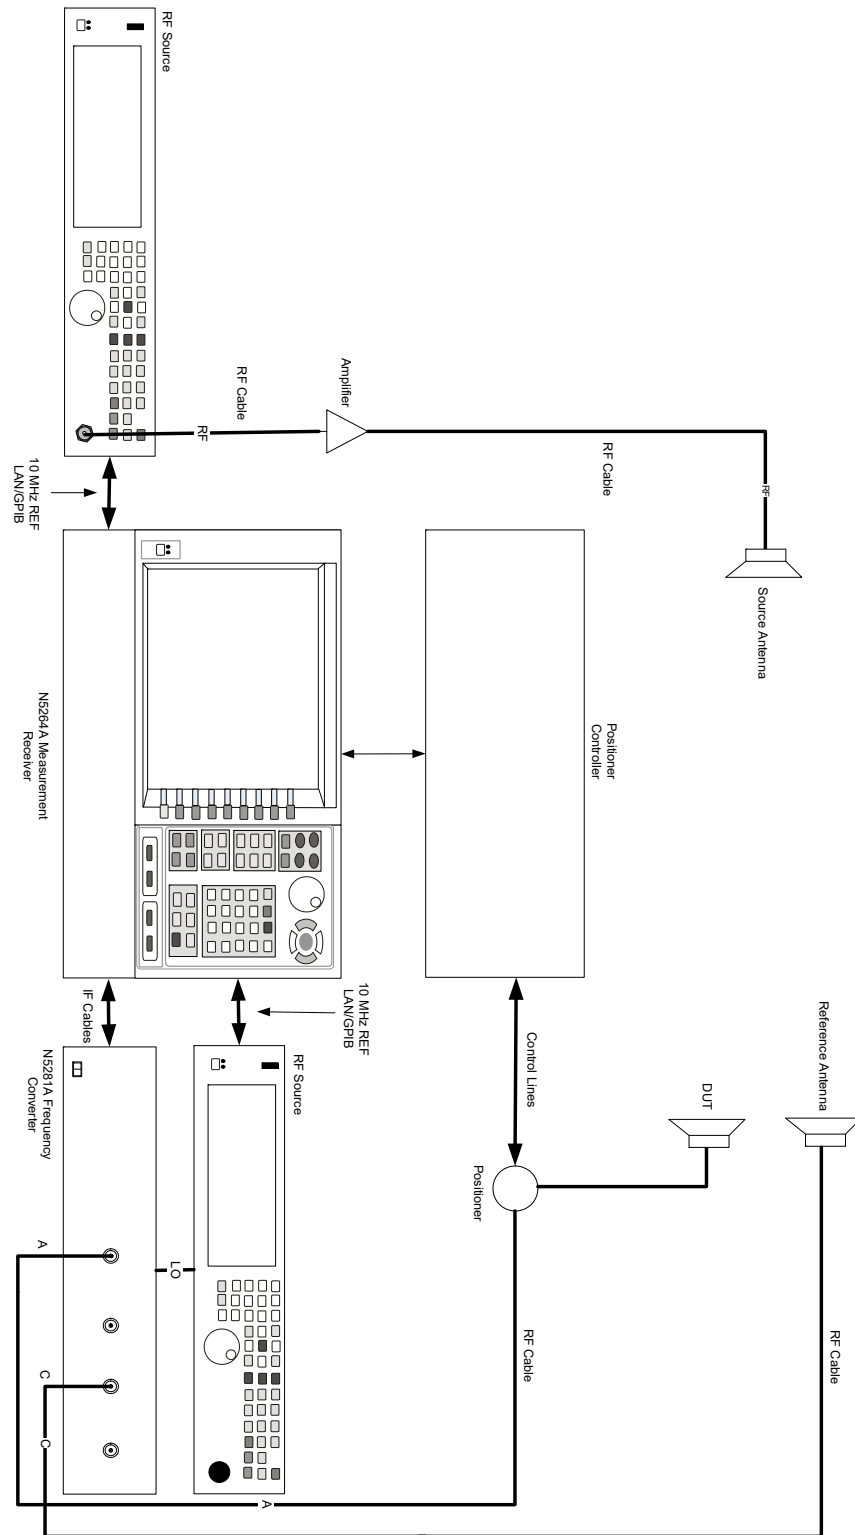 RF Source
RF Cable
RF
Amplifier
RF Cable
RF
Source Antenna
10 MHz REF
LAN/GPIB
N5264A Measurement
Receiver
Positioner
Controller
10 MHz REF
LAN/GPIB
IF Cables
N5281A Frequency
Converter
RF Source
Control Lines
Positioner
DUT
Reference Antenna
A
LO
C
C
RF Cable
RF Cable
A